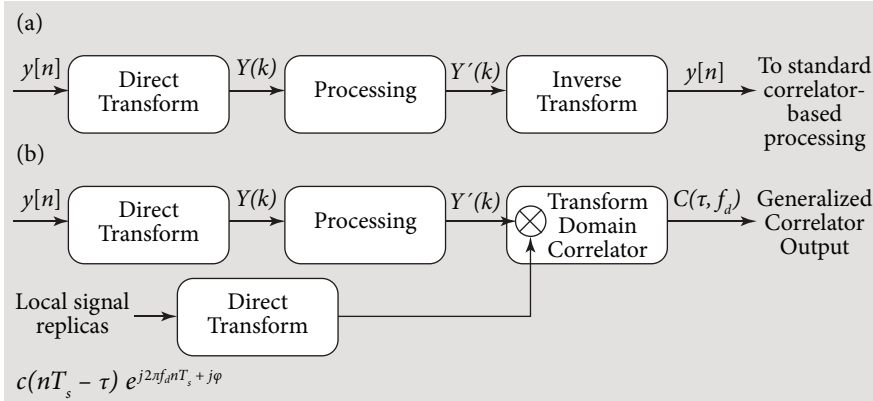 (a)
y[n]
Direct
Transform
Y(k)
Processing
Y´(k)
Inverse
Transform
y[n]
To standard
correlator-
based
processing
(b)
y[n]
Direct
Transform
Y(k)
Processing
Y´(k)
Transform
Domain
Correlator
C(τ, f_d)
Generalized
Correlator
Output
Local signal
replicas
Direct
Transform
c(nT_s – τ) e^{j2πf_d nT_s + jφ}